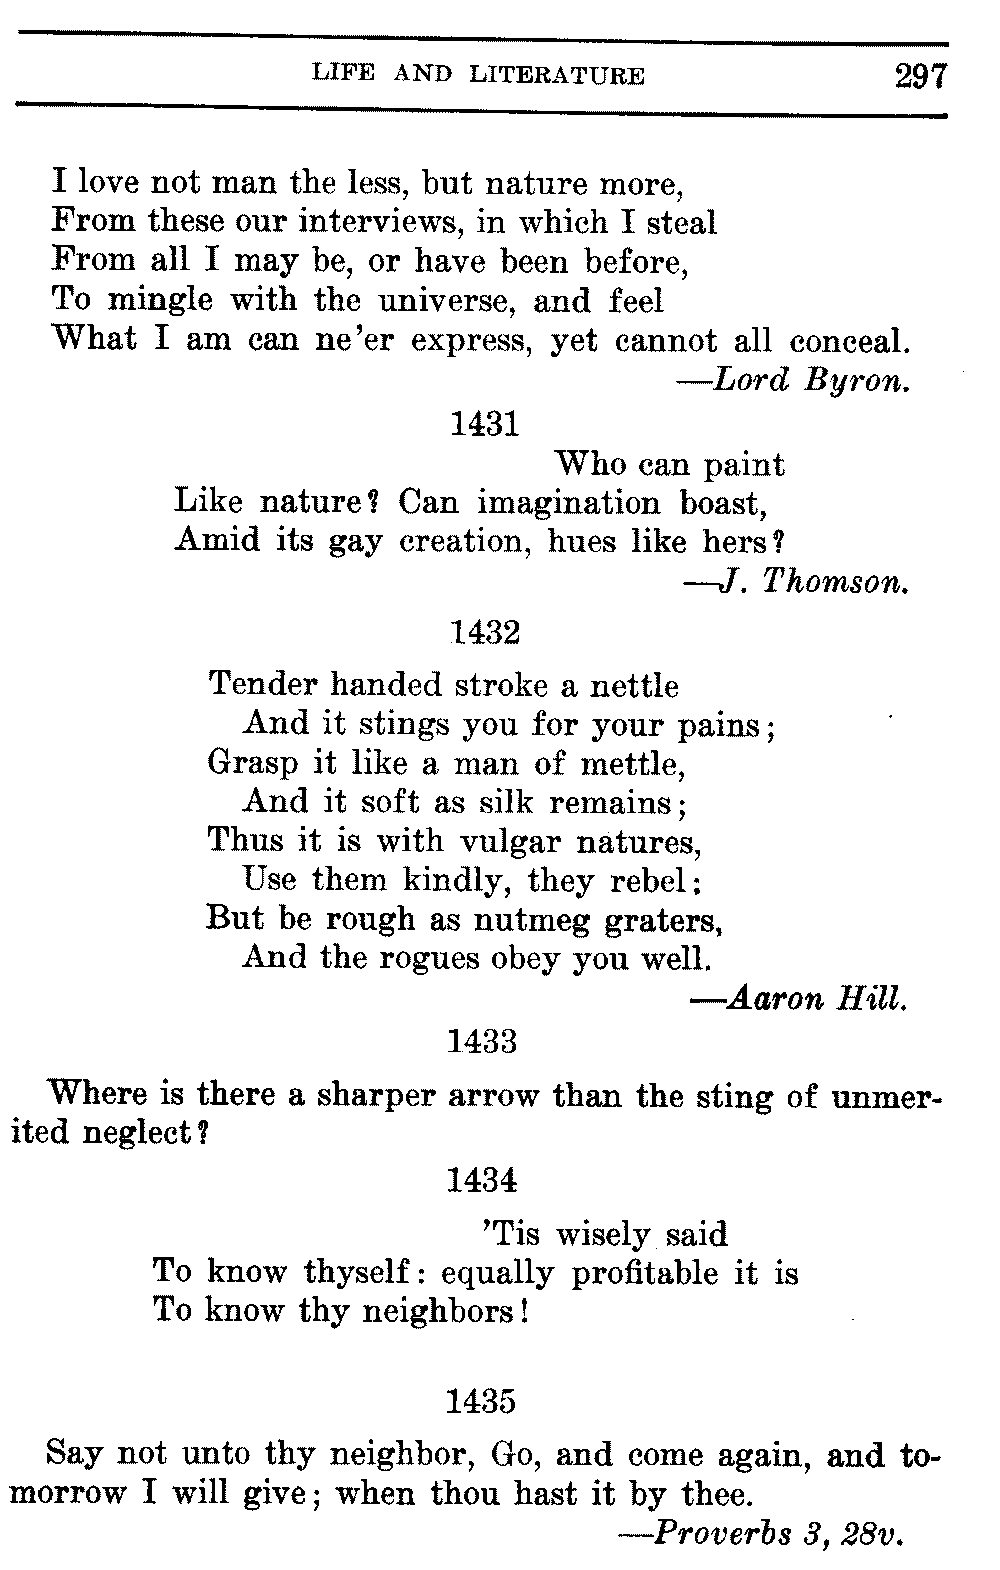 LIFE AND LITERATURE 297
I love not man the less, but nature more,
From these our interviews, in which I steal
From all I may be, or have been before,
To mingle with the universe, and feel
What I am can ne'er express, yet cannot all conceal.
—Lord Byron.
1431
Who can paint
Like nature? Can imagination boast,
Amid its gay creation, hues like hers?
—J. Thomson.
1432
Tender handed stroke a nettle
And it stings you for your pains;
Grasp it like a man of mettle,
And it soft as silk remains;
Thus it is with vulgar natures,
Use them kindly, they rebel:
But be rough as nutmeg graters,
And the rogues obey you well.
—Aaron Hill.
1433
Where is there a sharper arrow than the sting of unmer-
ited neglect?
1434
'Tis wisely said
To know thyself: equally profitable it is
To know thy neighbors!
1435
Say not unto thy neighbor, Go, and come again, and to-
morrow I will give; when thou hast it by thee.
—Proverbs 3, 28v.